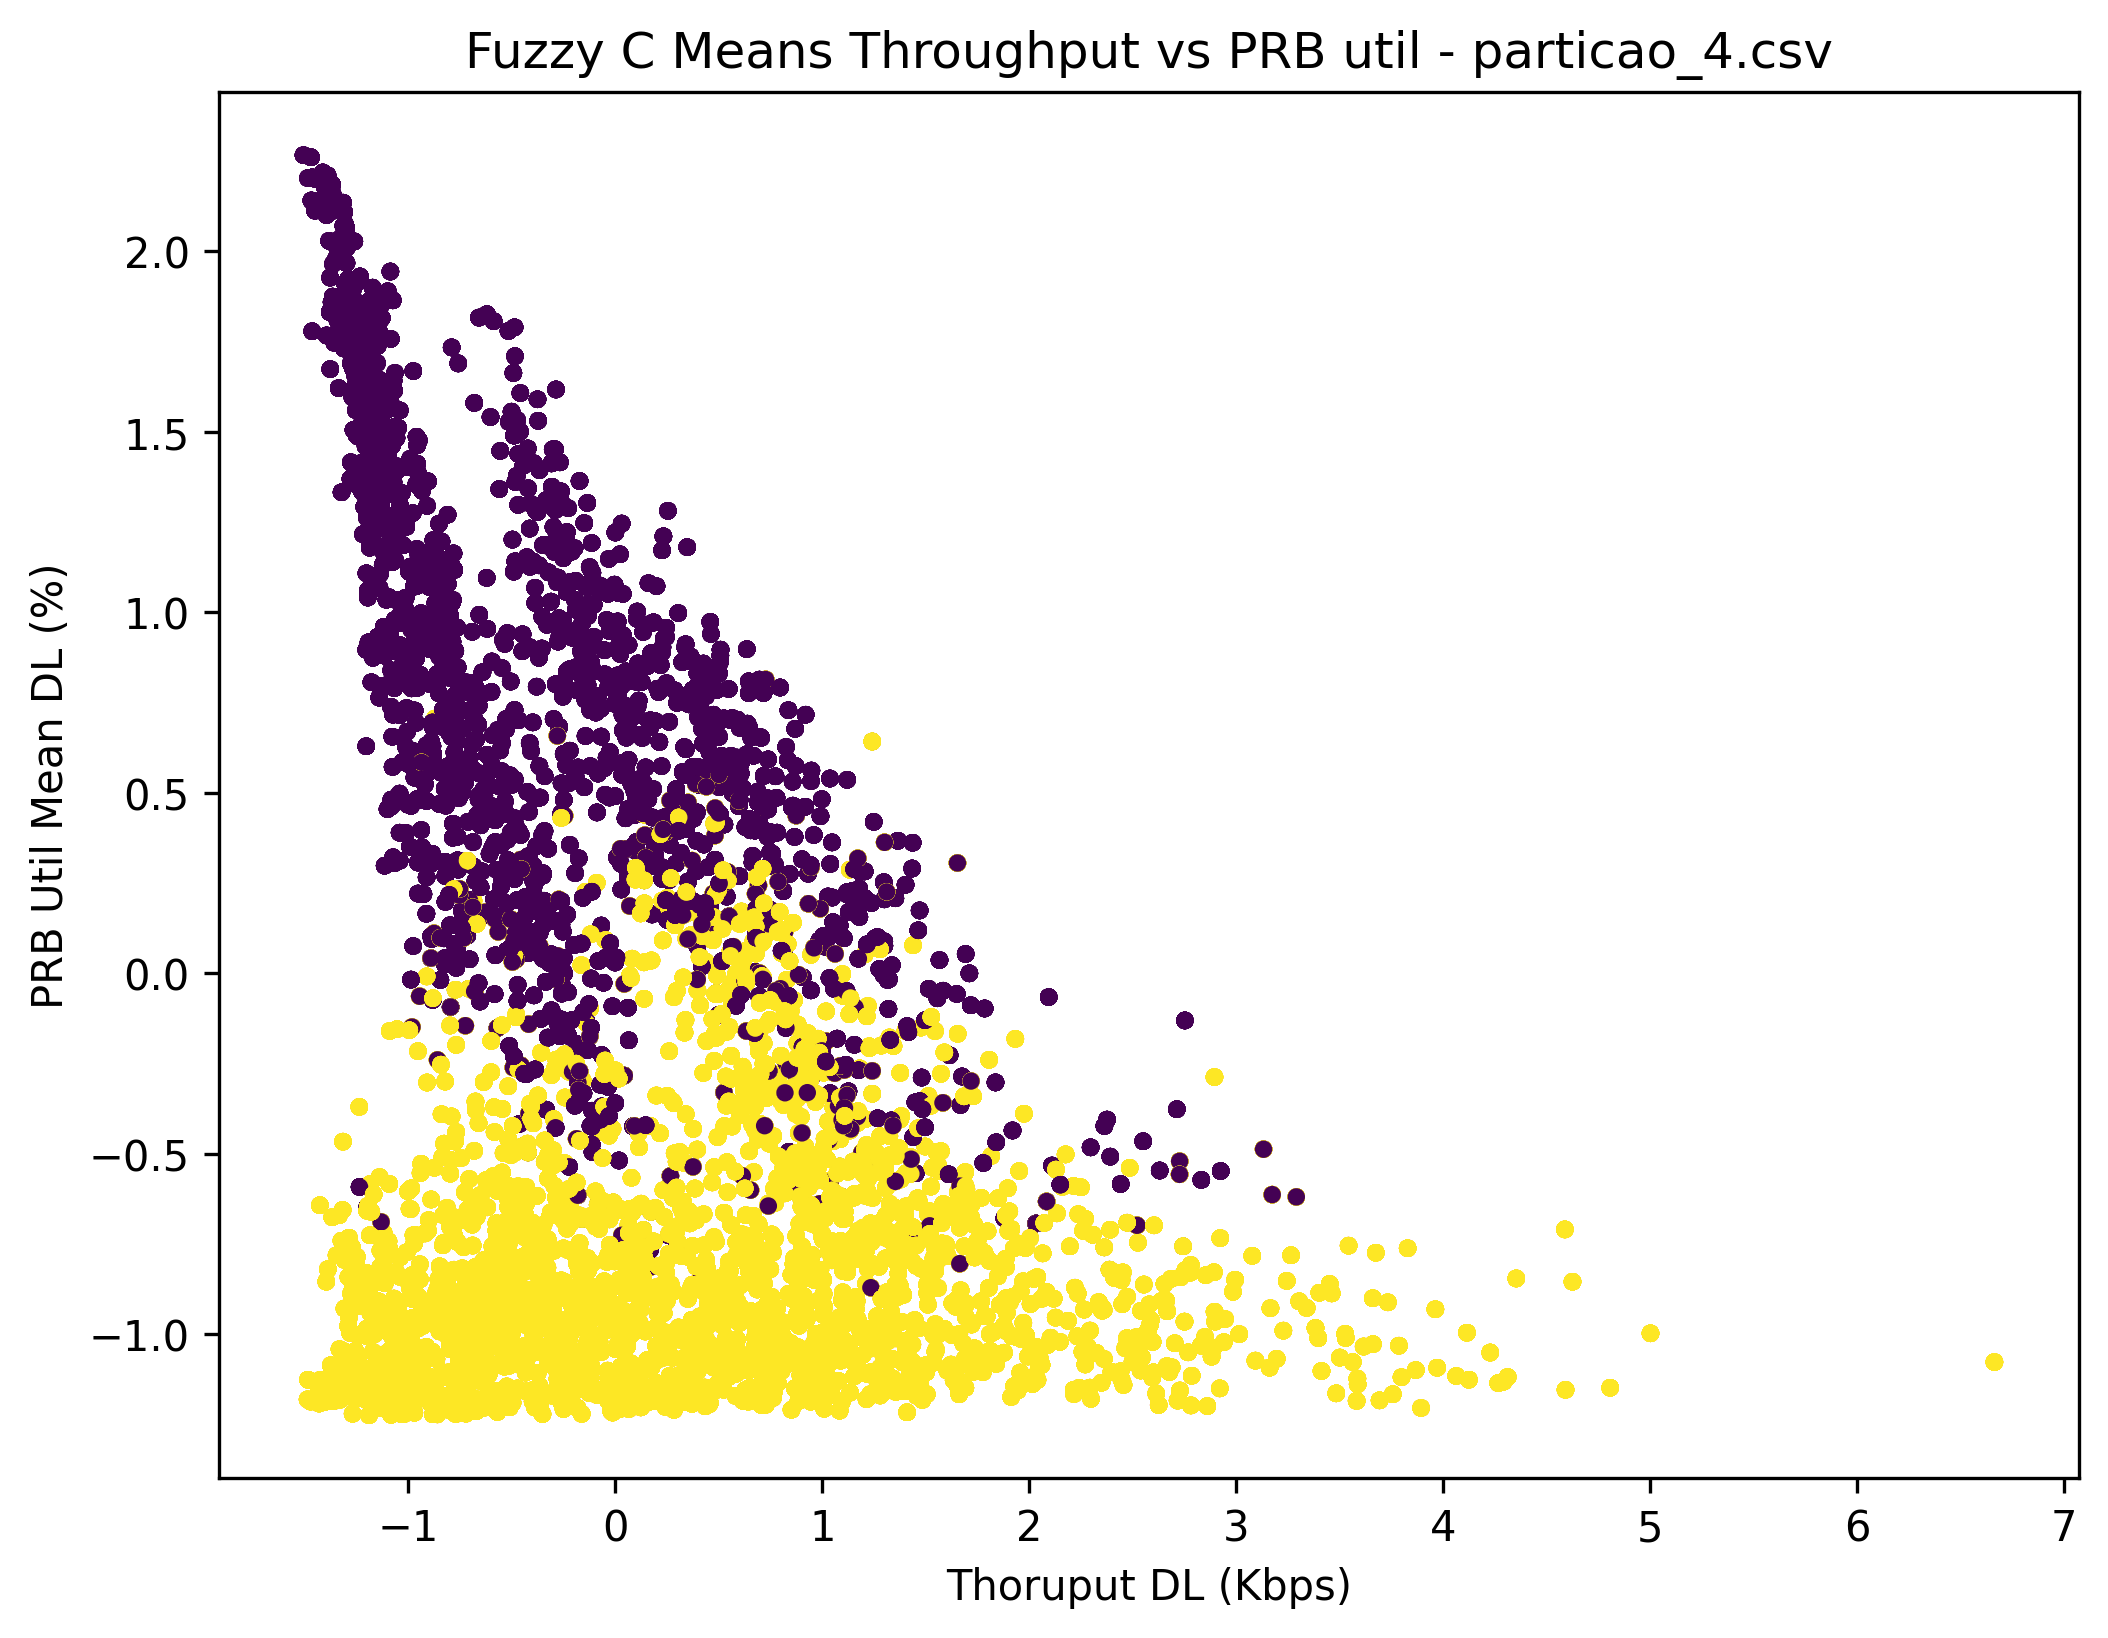 Fuzzy C Means Throughput vs PRB util - particao_4.csv
PRB Util Mean DL (%)
2.0
1.5
1.0
0.5
0.0
−0.5
−1.0
−1 0 1 2 3 4 5 6 7
Thoruput DL (Kbps)